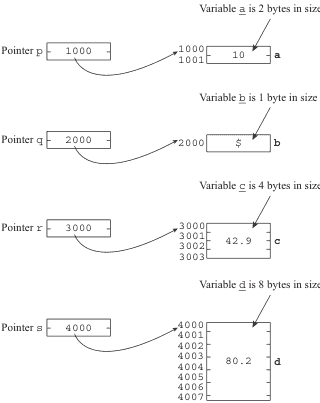 Variable a is 2 bytes in size
Pointer p 1000
1000
1001
10 a
Variable b is 1 byte in size
Pointer q 2000
2000 $ b
Variable c is 4 bytes in size
Pointer r 3000
3000
3001
3002
3003
42.9 c
Variable d is 8 bytes in size
Pointer s 4000
4000
4001
4002
4003
4004
4005
4006
4007
80.2 d